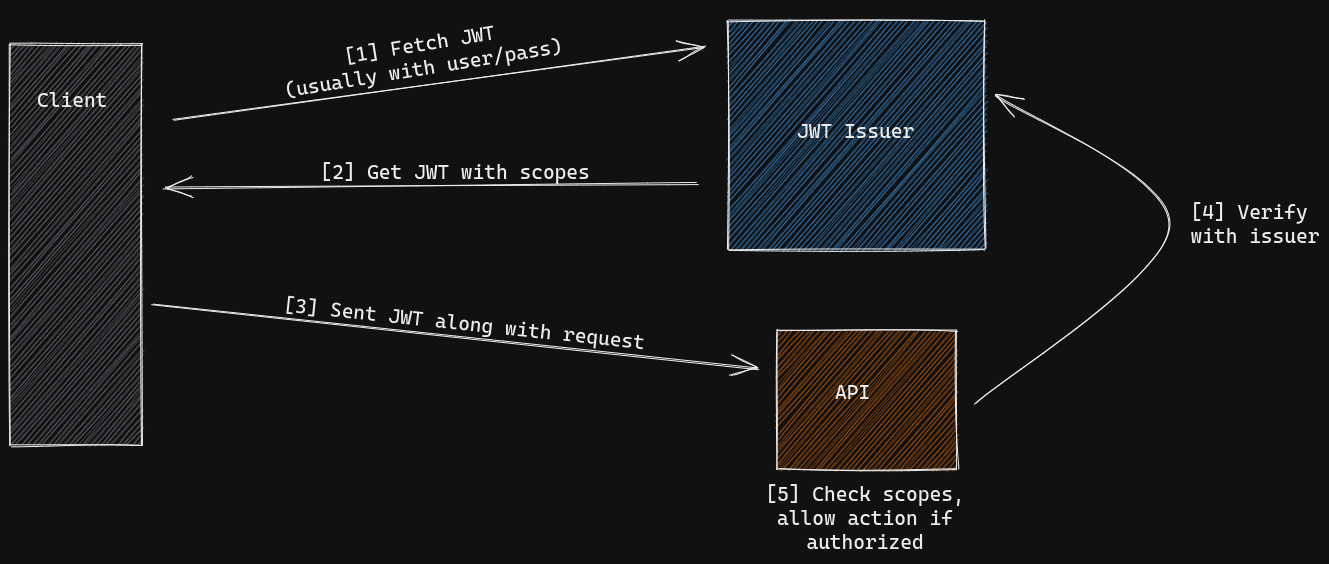 Client
[1] Fetch JWT
(usually with user/pass)
JWT Issuer
[2] Get JWT with scopes
[4] Verify
with issuer
[3] Sent JWT along with request
API
[5] Check scopes,
allow action if
authorized